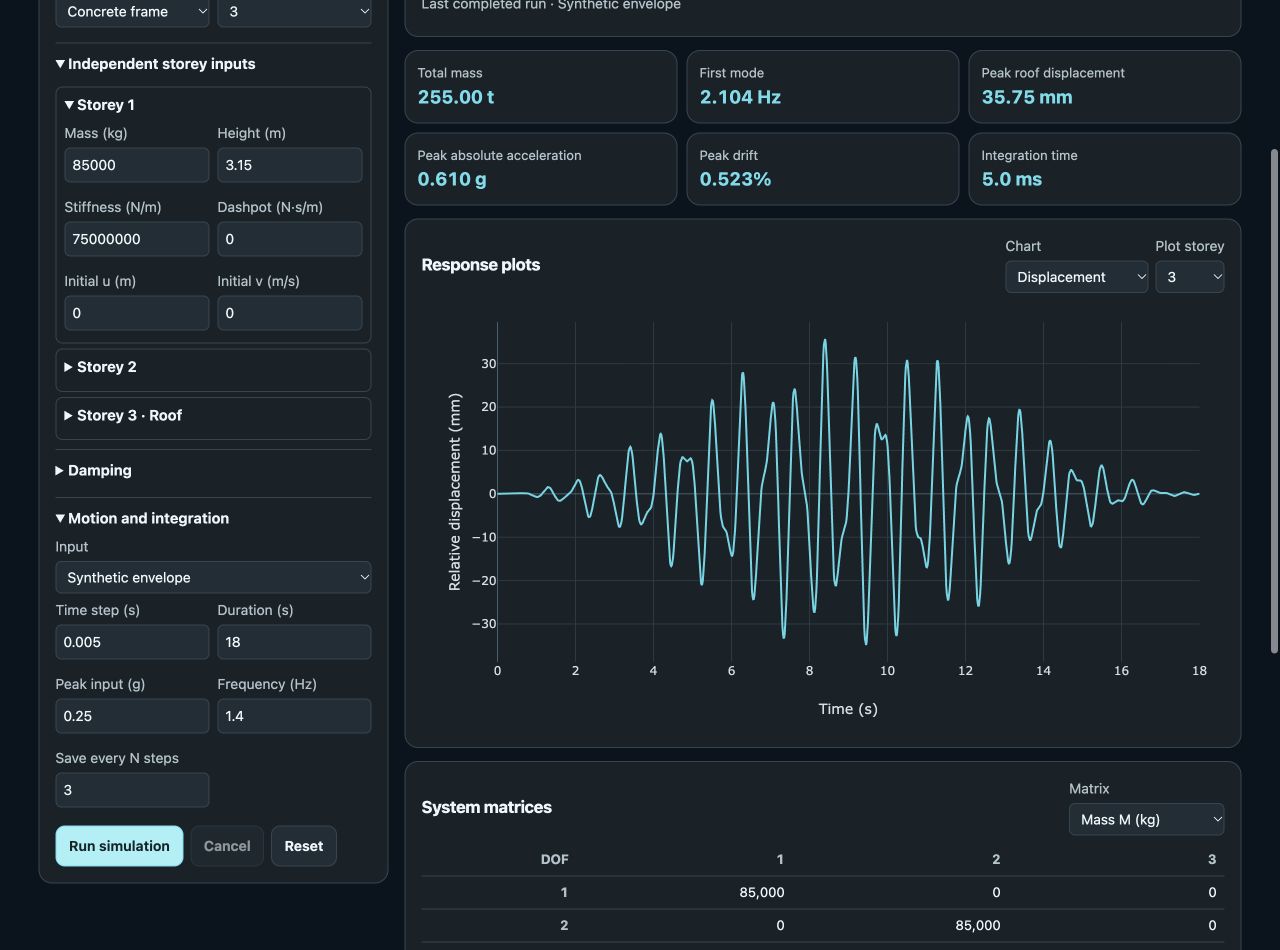 Concrete frame
3
Last completed run · Synthetic envelope
▼ Independent storey inputs
▼ Storey 1
Mass (kg)
Height (m)
85000
3.15
Stiffness (N/m)
Dashpot (N·s/m)
75000000
0
Initial u (m)
Initial v (m/s)
0
0
▶ Storey 2
▶ Storey 3 · Roof
▶ Damping
▼ Motion and integration
Input
Synthetic envelope
Time step (s)
Duration (s)
0.005
18
Peak input (g)
Frequency (Hz)
0.25
1.4
Save every N steps
3
Run simulation
Cancel
Reset
Total mass
255.00 t
First mode
2.104 Hz
Peak roof displacement
35.75 mm
Peak absolute acceleration
0.610 g
Peak drift
0.523%
Integration time
5.0 ms
Response plots
Chart
Displacement
Plot storey
3
Relative displacement (mm)
30
20
10
0
−10
−20
−30
0 2 4 6 8 10 12 14 16 18
Time (s)
System matrices
Matrix
Mass M (kg)
DOF 1 2 3
1 85,000 0 0
2 0 85,000 0